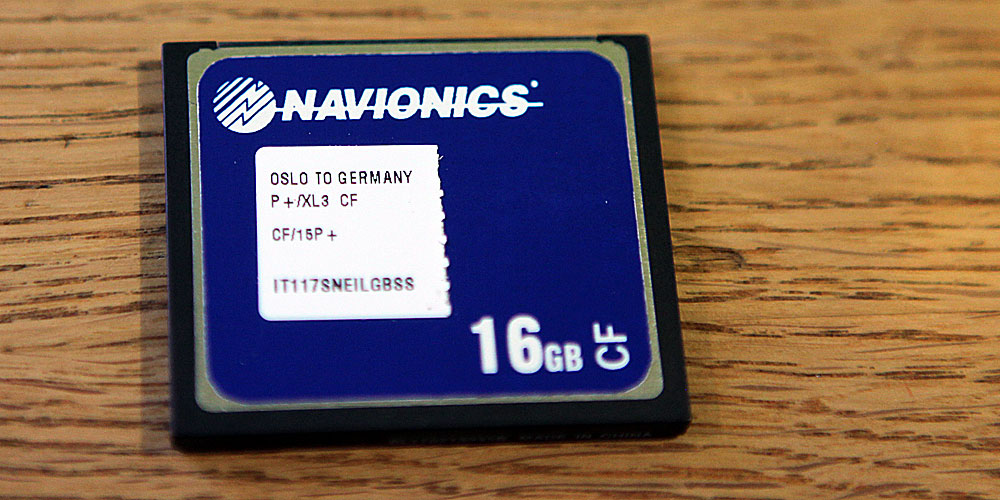 NAVIONICS
OSLO TO GERMANY
P+/XL3 CF
CF/15P+
IT117SNEILGBSS
16GB CF